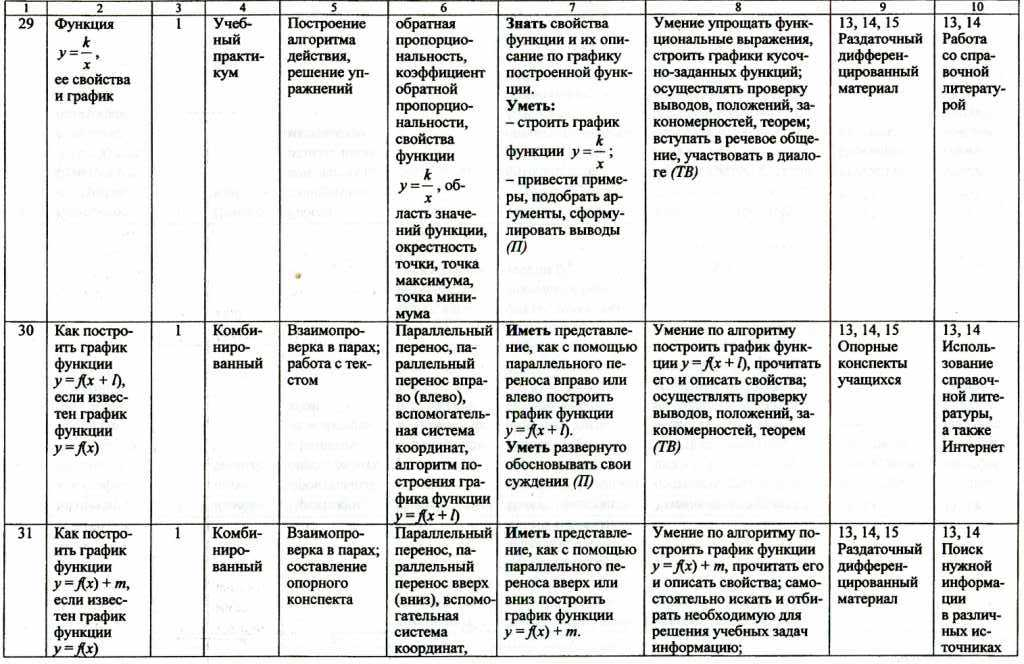 1 2 3 4 5 6 7 8 9 10
29
Функция
y = k/x,
ее свойства
и график
1
Учеб-
ный
практи-
кум
Построение
алгоритма
действия,
решение уп-
ражнений
обратная
пропорцио-
нальность,
коэффициент
обратной
пропорцио-
нальности,
свойства
функции
y = k/x, об-
ласть значе-
ний функции,
окрестность
точки, точка
максимума,
точка мини-
мума
Знать свойства
функции и их опи-
сание по графику
построенной функ-
ции.
Уметь:
– строить график
функции y = k/x;
– привести приме-
ры, подобрать ар-
гументы, сформу-
лировать выводы
(П)
Умение упрощать функ-
циональные выражения,
строить графики кусоч-
но-заданных функций;
осуществлять проверку
выводов, положений, за-
кономерностей, теорем;
вступать в речевое обще-
ние, участвовать в диало-
ге (ТВ)
13, 14, 15
Раздаточный
дифферен-
цированный
материал
13, 14
Работа
со спра-
вочной
литерату-
рой
30
Как постро-
ить график
функции
y = f(x + l),
если извес-
тен график
функции
y = f(x)
1
Комби-
ниро-
ванный
Взаимопро-
верка в парах;
работа с тек-
стом
Параллельный
перенос, па-
раллельный
перенос впра-
во (влево),
вспомогатель-
ная система
координат,
алгоритм по-
строения гра-
фика функции
y = f(x + l)
Иметь представле-
ние, как с помощью
параллельного пе-
реноса вправо или
влево построить
график функции
y = f(x + l).
Уметь развернуто
обосновывать свои
суждения (П)
Умение по алгоритму
построить график функ-
ции y = f(x + l), прочитать
его и описать свойства;
осуществлять проверку
выводов, положений, за-
кономерностей, теорем
(ТВ)
13, 14, 15
Опорные
конспекты
учащихся
13, 14
Исполь-
зование
справоч-
ной лите-
ратуры,
а также
Интернет
31
Как постро-
ить график
функции
y = f(x) + m,
если извес-
тен график
функции
y = f(x)
1
Комби-
ниро-
ванный
Взаимопро-
верка в парах;
составление
опорного
конспекта
Параллельный
перенос, па-
раллельный
перенос вверх
(вниз), вспомо-
гательная
система
координат,
Иметь представле-
ние, как с помощью
параллельного пе-
реноса вверх или
вниз построить
график функции
y = f(x) + m.
Умение по алгоритму по-
строить график функции
y = f(x) + m, прочитать его
и описать свойства; само-
стоятельно искать и отби-
рать необходимую для
решения учебных задач
информацию;
13, 14, 15
Раздаточный
дифферен-
цированный
материал
13, 14
Поиск
нужной
информа-
ции
в различ-
ных ис-
точниках